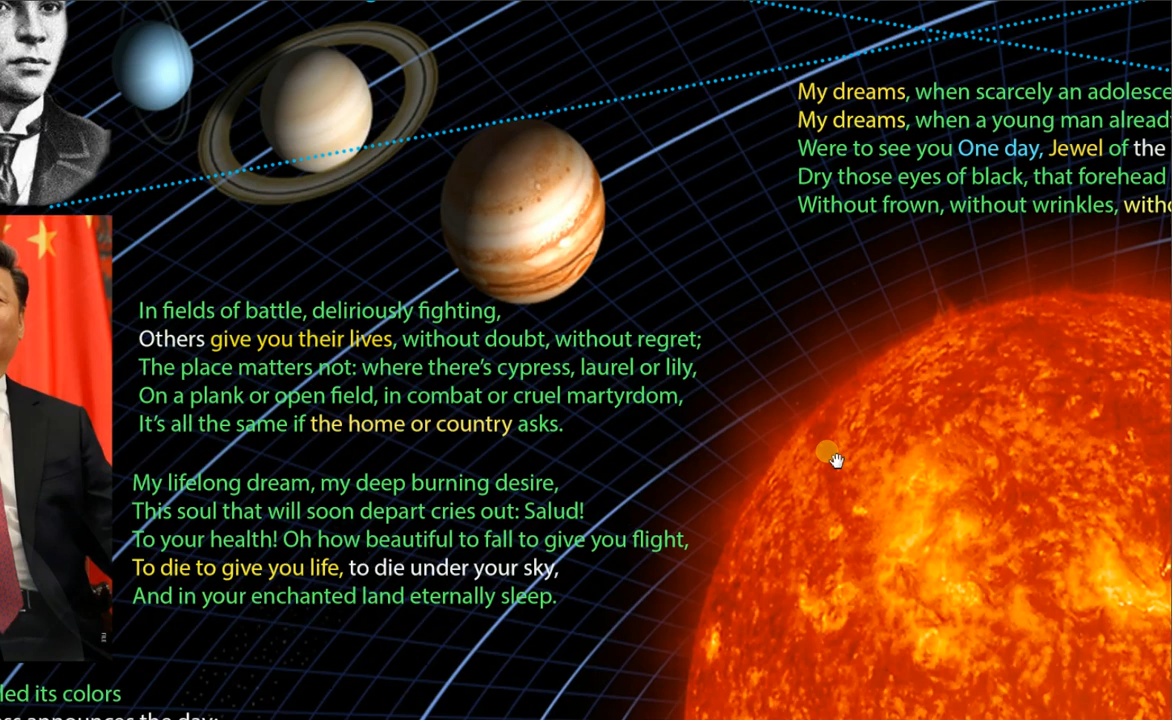 My dreams, when scarcely an
My dreams, when a young man
Were to see you One day, Jewel of the
Dry those eyes of black, that forehead
Without frown, without wrinkles,
In fields of battle, deliriously fighting,
Others give you their lives, without doubt, without regret;
The place matters not: where there’s cypress, laurel or lily,
On a plank or open field, in combat or cruel martyrdom,
It’s all the same if the home or country asks.
My lifelong dream, my deep burning desire,
This soul that will soon depart cries out: Salud!
To your health! Oh how beautiful to fall to give you flight,
To die to give you life, to die under your sky,
And in your enchanted land eternally sleep.
its colors
announces the day;